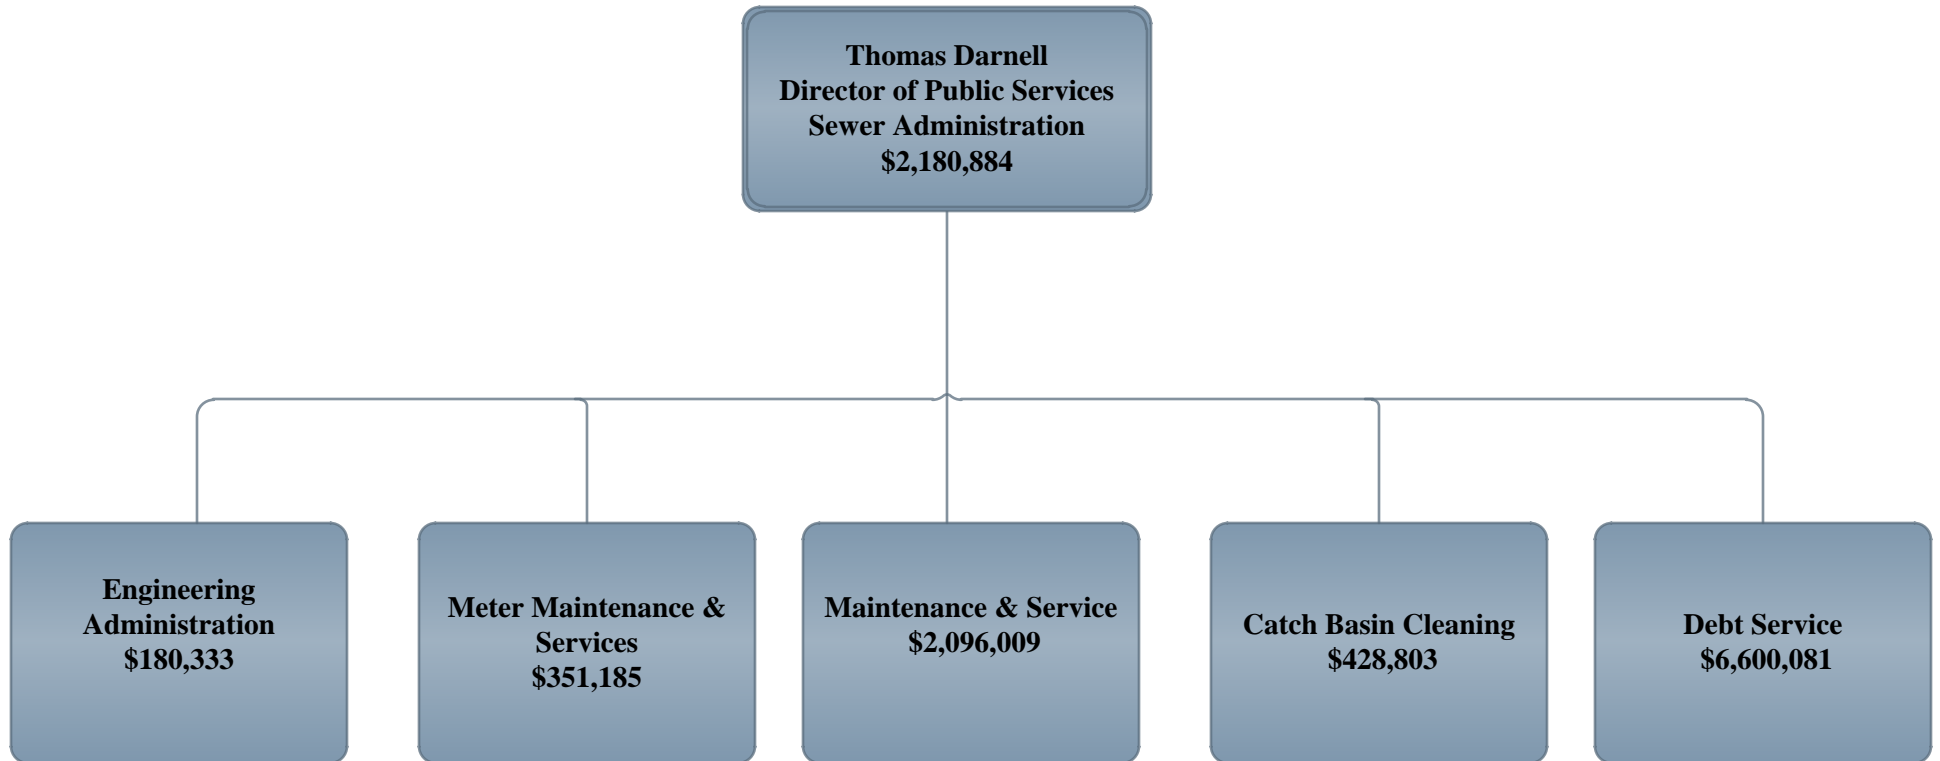 Thomas Darnell
Director of Public Services
Sewer Administration
$2,180,884
Engineering
Administration
$180,333
Meter Maintenance &
Services
$351,185
Maintenance & Service
$2,096,009
Catch Basin Cleaning
$428,803
Debt Service
$6,600,081